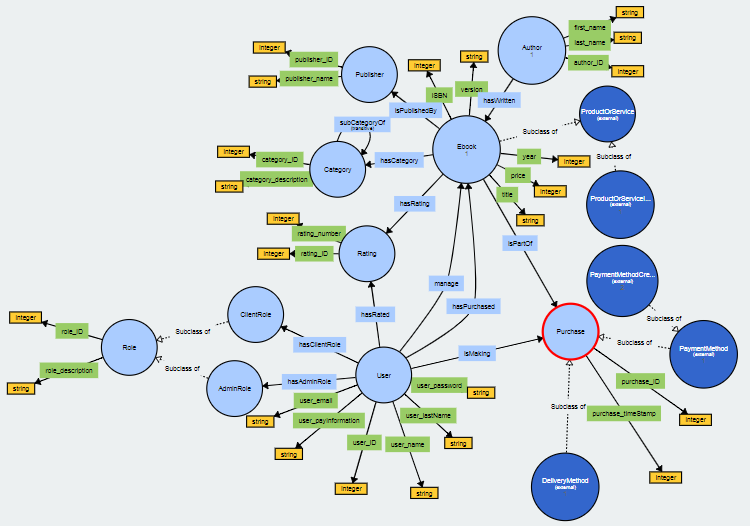 string
first_name
integer
Author
1
last_name
string
publisher_ID
string
author_ID
integer
publisher_name
string
Publisher
integer
version
ISBN
hasWritten
isPublishedBy
ProductOrService
(external)
subCategoryOf
(transitive)
Subclass of
Ebook
1
integer
category_ID
hasCategory
year
integer
Subclass of
Category
price
category_description
string
title
integer
ProductOrServiceI...
(external)
hasRating
integer
string
rating_number
isPartOf
rating_ID
integer
Rating
PaymentMethodCre...
(external)
manage
hasPurchased
integer
ClientRole
hasRated
Subclass of
role_ID
Subclass of
Purchase
Role
hasClientRole
isMaking
Subclass of
PaymentMethod
(external)
role_description
Subclass of
User
hasAdminRole
AdminRole
user_password
purchase_ID
string
user_email
string
user_payinformation
user_lastName
Subclass of
purchase_timeStamp
string
integer
user_ID
user_name
string
string
integer
DeliveryMethod
(external)
integer
string